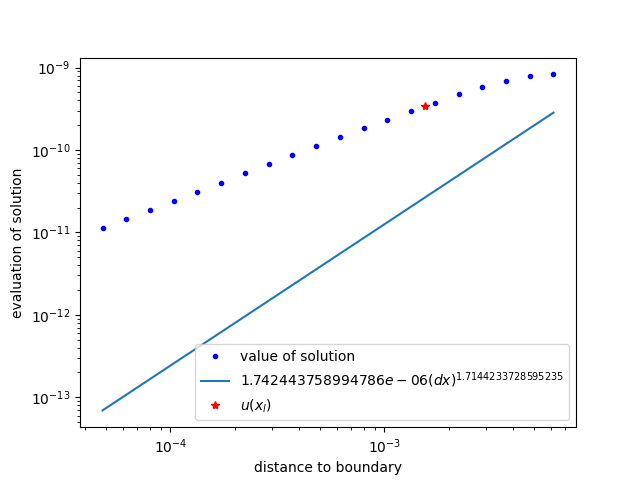 10⁻⁹
10⁻¹⁰
10⁻¹¹
10⁻¹²
10⁻¹³
evaluation of solution
value of solution
1.742443758994786e − 06(dx)^1.7144233728595235
u(x_l)
10⁻⁴
10⁻³
distance to boundary